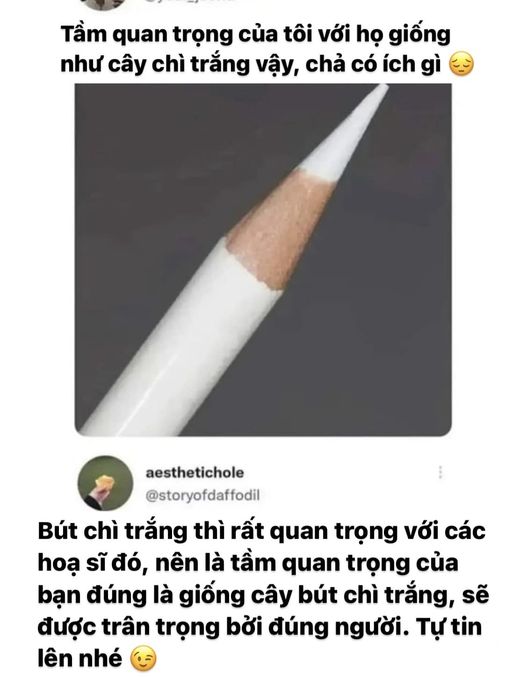 Tầm quan trọng của tôi với họ giống
như cây chì trắng vậy, chả có ích gì 😔
aesthetichole
@storyofdaffodil
Bút chì trắng thì rất quan trọng với các
hoạ sĩ đó, nên là tầm quan trọng của
bạn đúng là giống cây bút chì trắng, sẽ
được trân trọng bởi đúng người. Tự tin
lên nhé 😉